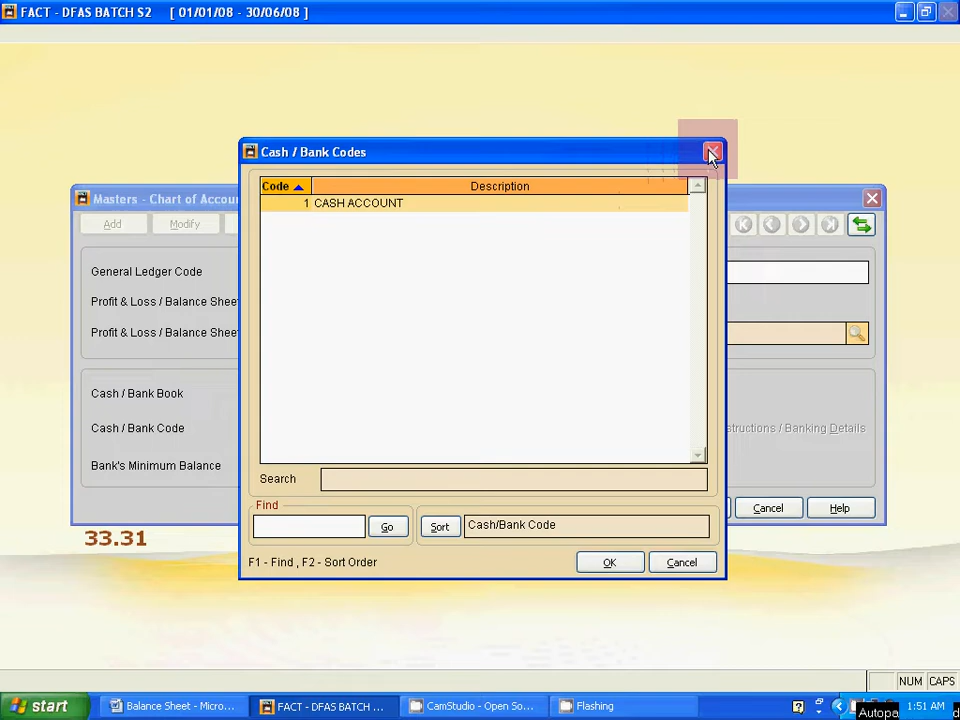 FACT - DFAS BATCH S2 [ 01/01/08 - 30/06/08 ]
Cash / Bank Codes
Code Description
1 CASH ACCOUNT
Masters - Chart of Accou
Add Modify
General Ledger Code
Profit & Loss / Balance Shee
Profit & Loss / Balance Shee
Cash / Bank Book
Cash / Bank Code
structions / Banking Details
Bank's Minimum Balance
Search
Cancel Help
Find
Go Sort Cash/Bank Code
33.31
F1 - Find , F2 - Sort Order
OK Cancel
NUM CAPS
start Balance Sheet - Micro... FACT - DFAS BATCH ... CamStudio - Open So... Flashing 1:51 AM
Autopa